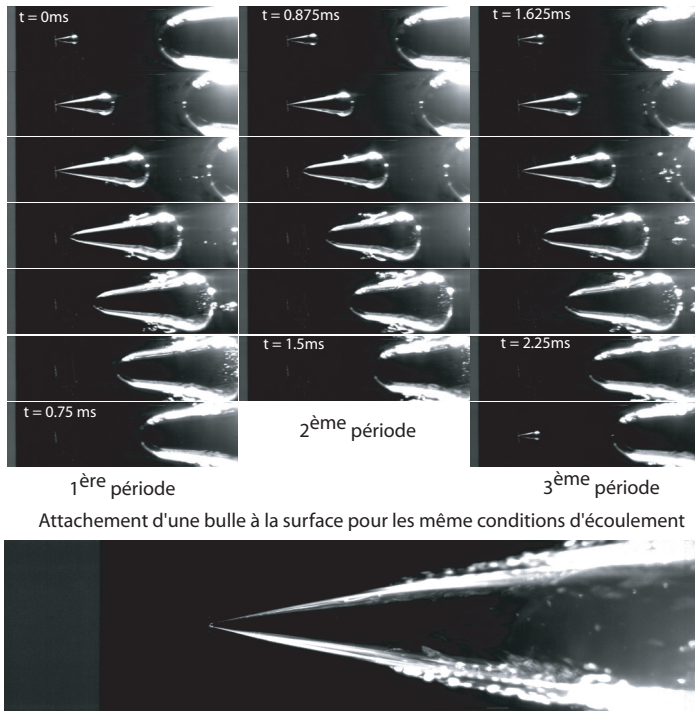 t = 0ms
t = 0.875ms
t = 1.625ms
t = 1.5ms
t = 2.25ms
t = 0.75 ms
2ème période
1ère période
3ème période
Attachement d'une bulle à la surface pour les même conditions d'écoulement